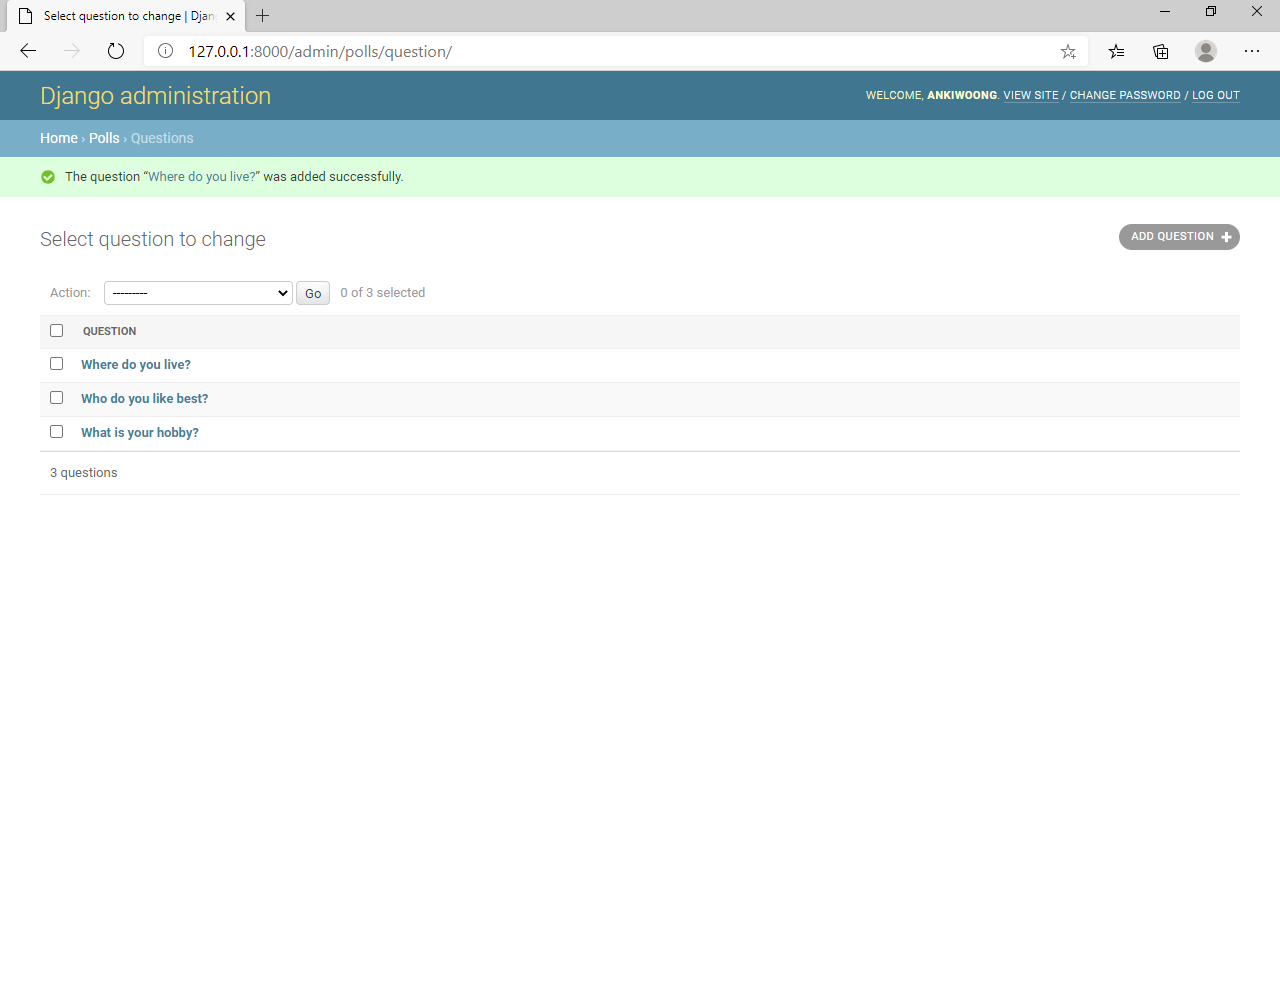 Select question to change | Djan
127.0.0.1:8000/admin/polls/question/
Django administration
WELCOME, ANKIWOONG. VIEW SITE / CHANGE PASSWORD / LOG OUT
Home › Polls › Questions
The question “Where do you live?” was added successfully.
Select question to change
ADD QUESTION
Action: --------- Go 0 of 3 selected
QUESTION
Where do you live?
Who do you like best?
What is your hobby?
3 questions